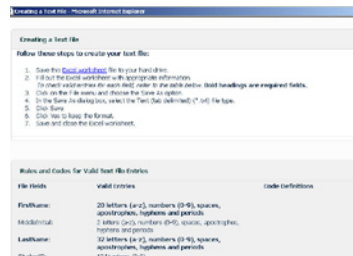 Creating a Text File - Microsoft Internet Explorer
Creating a Text File
Follow these steps to create your text file:
1. Save this Excel worksheet file to your hard drive.
2. Fill out the Excel worksheet with appropriate information.
To check valid entries for each field, refer to the table below. Bold headings are required fields.
3. Click on the File menu and choose the Save As option.
4. In the Save As dialog box, select the Text (tab delimited) (*.txt) file type.
5. Click Save.
6. Click Yes to keep the format.
7. Save and close the Excel worksheet.
Rules and Codes for Valid Text File Entries
File Fields Valid Entries Code Definitions
FirstName: 20 letters (a-z), numbers (0-9), spaces,
apostrophes, hyphens and periods
MiddleInitial: letters (a-z), numbers (0-9), spaces, apostrophes,
hyphens and periods
LastName: 32 letters (a-z), numbers (0-9), spaces,
apostrophes, hyphens and periods